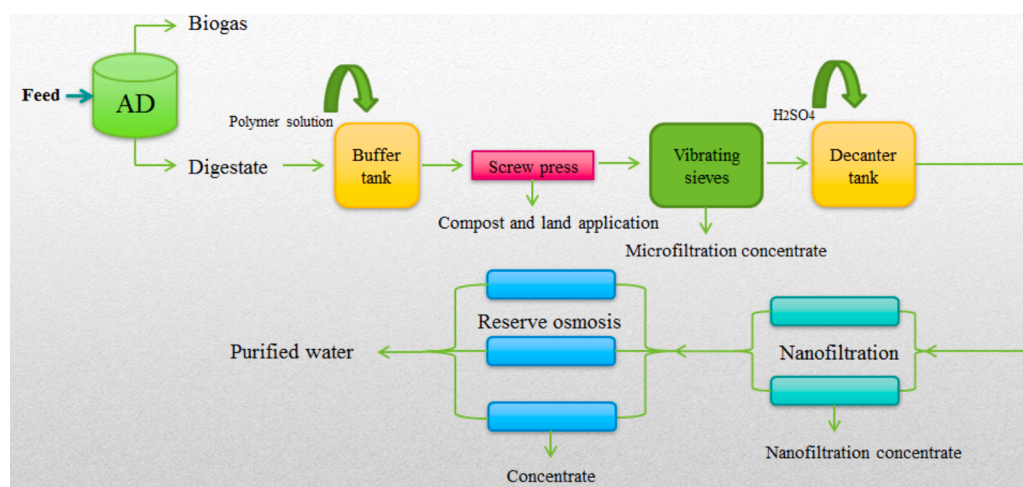 Biogas
Feed
AD
Polymer solution
Digestate
Buffer
tank
Screw press
Compost and land application
Vibrating
sieves
Microfiltration concentrate
H2SO4
Decanter
tank
Reserve osmosis
Purified water
Concentrate
Nanofiltration
Nanofiltration concentrate